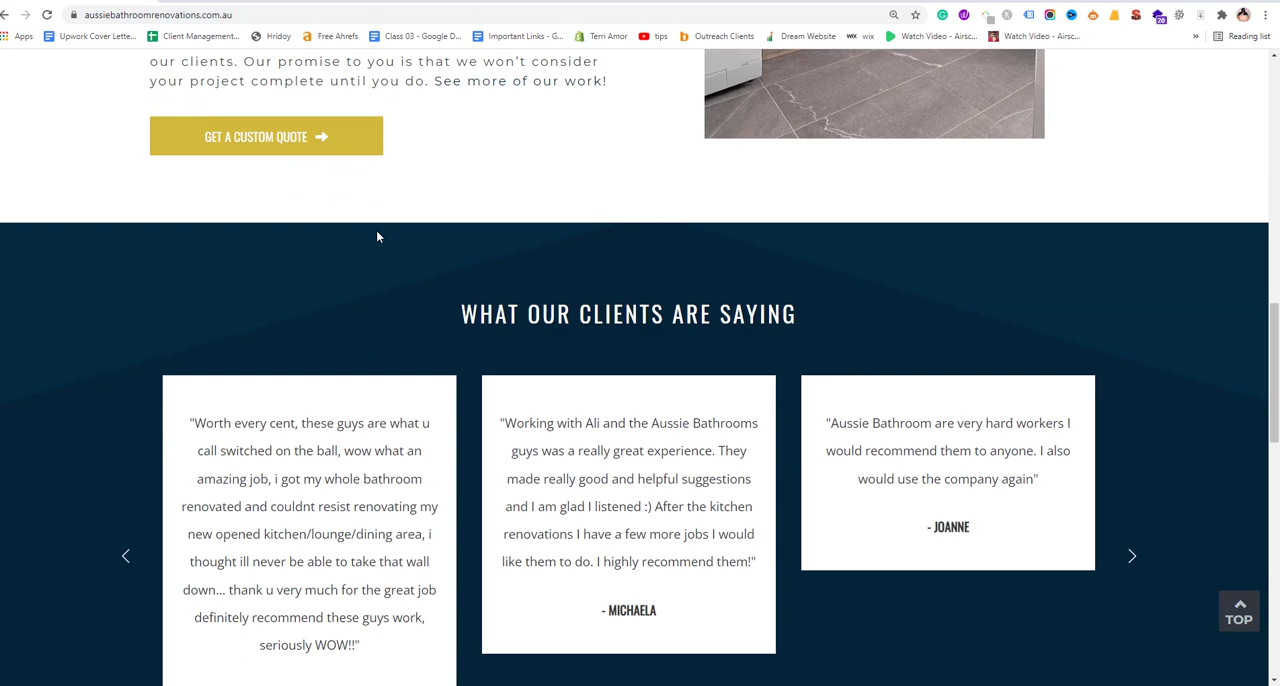 aussiebathroomrenovations.com.au
Apps
Upwork Cover Lette...
Client Management...
Hridoy
Free Ahrefs
Class 03 - Google D...
Important Links - G...
Terri Amor
tips
Outreach Clients
Dream Website
WIX wix
Watch Video - Airsc...
Watch Video - Airsc...
»
Reading list
20
our clients. Our promise to you is that we won't consider
your project complete until you do. See more of our work!
GET A CUSTOM QUOTE
WHAT OUR CLIENTS ARE SAYING
"Worth every cent, these guys are what u
call switched on the ball, wow what an
amazing job, i got my whole bathroom
renovated and couldnt resist renovating my
new opened kitchen/lounge/dining area, i
thought ill never be able to take that wall
down... thank u very much for the great job
definitely recommend these guys work,
seriously WOW!!"
"Working with Ali and the Aussie Bathrooms
guys was a really great experience. They
made really good and helpful suggestions
and I am glad I listened :) After the kitchen
renovations I have a few more jobs I would
like them to do. I highly recommend them!"
- MICHAELA
"Aussie Bathroom are very hard workers I
would recommend them to anyone. I also
would use the company again"
- JOANNE
TOP